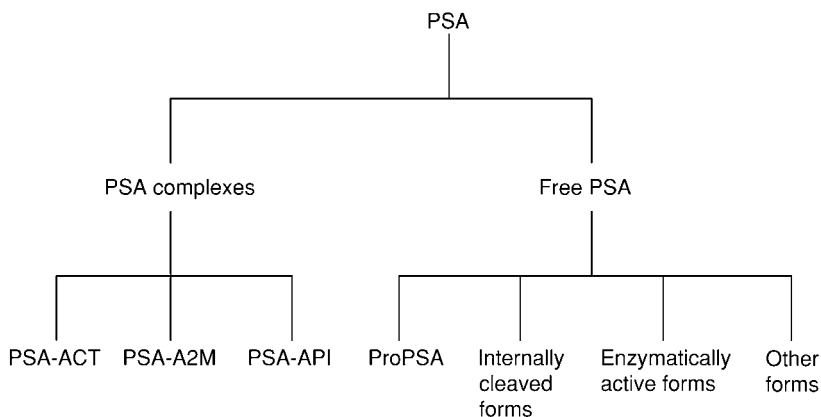 PSA
PSA complexes
Free PSA
PSA-ACT
PSA-A2M
PSA-API
ProPSA
Internally
cleaved
forms
Enzymatically
active forms
Other
forms